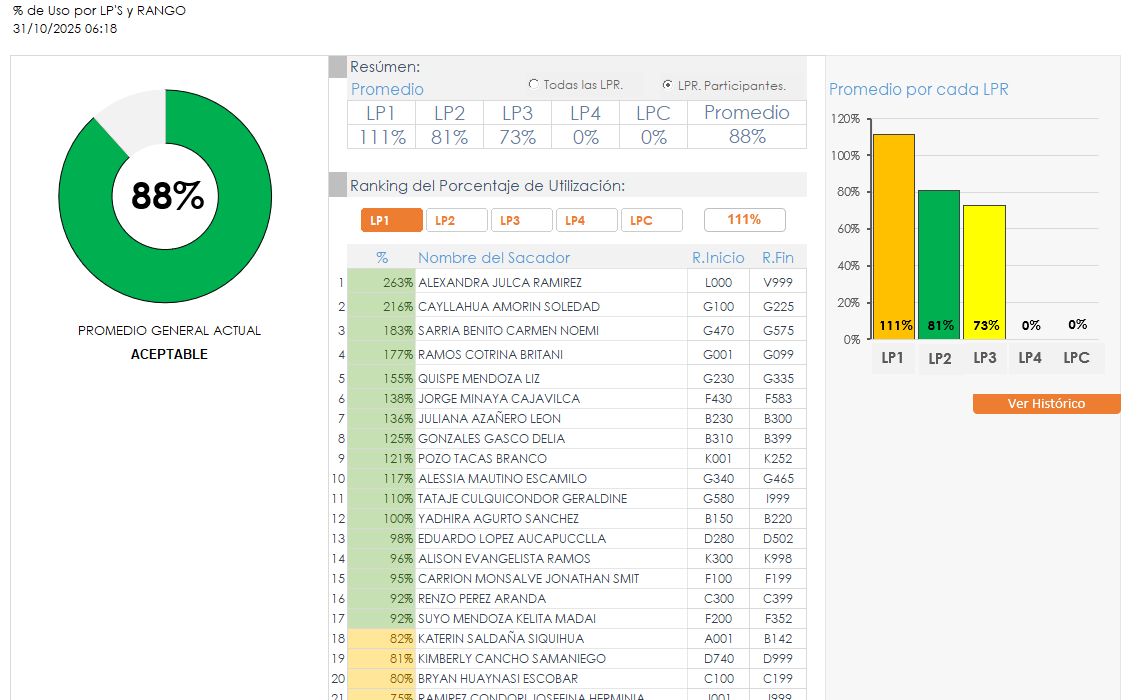 % de Uso por LP'S y RANGO
31/10/2025 06:18
88%
PROMEDIO GENERAL ACTUAL
ACEPTABLE
Resúmen:
Promedio
Todas las LPR. LPR. Participantes.
LP1 LP2 LP3 LP4 LPC Promedio
111% 81% 73% 0% 0% 88%
Ranking del Porcentaje de Utilización:
LP1 LP2 LP3 LP4 LPC 111%
% Nombre del Sacador R.Inicio R.Fin
1 263% ALEXANDRA JULCA RAMIREZ L000 V999
2 216% CAYLLAHUA AMORIN SOLEDAD G100 G225
3 183% SARRIA BENITO CARMEN NOEMI G470 G575
4 177% RAMOS COTRINA BRITANI G001 G099
5 155% QUISPE MENDOZA LIZ G230 G335
6 138% JORGE MINAYA CAJAVILCA F430 F583
7 136% JULIANA AZAÑERO LEON B230 B300
8 125% GONZALES GASCO DELIA B310 B399
9 121% POZO TACAS BRANCO K001 K252
10 117% ALESSIA MAUTINO ESCAMILO G340 G465
11 110% TATAJE CULQUICONDOR GERALDINE G580 I999
12 100% YADHIRA AGURTO SANCHEZ B150 B220
13 98% EDUARDO LOPEZ AUCAPUCCLLA D280 D502
14 96% ALISON EVANGELISTA RAMOS K300 K998
15 95% CARRION MONSALVE JONATHAN SMIT F100 F199
16 92% RENZO PEREZ ARANDA C300 C399
17 92% SUYO MENDOZA KELITA MADAI F200 F352
18 82% KATERIN SALDAÑA SIQUIHUA A001 B142
19 81% KIMBERLY CANCHO SAMANIEGO D740 D999
20 80% BRYAN HUAYNASI ESCOBAR C100 C199
21 75% RAMIREZ CONDORI JOSEFINA HERMINIA J001 J999
Promedio por cada LPR
120%
100%
80%
60%
40%
20%
0%
111% 81% 73% 0% 0%
LP1 LP2 LP3 LP4 LPC
Ver Histórico